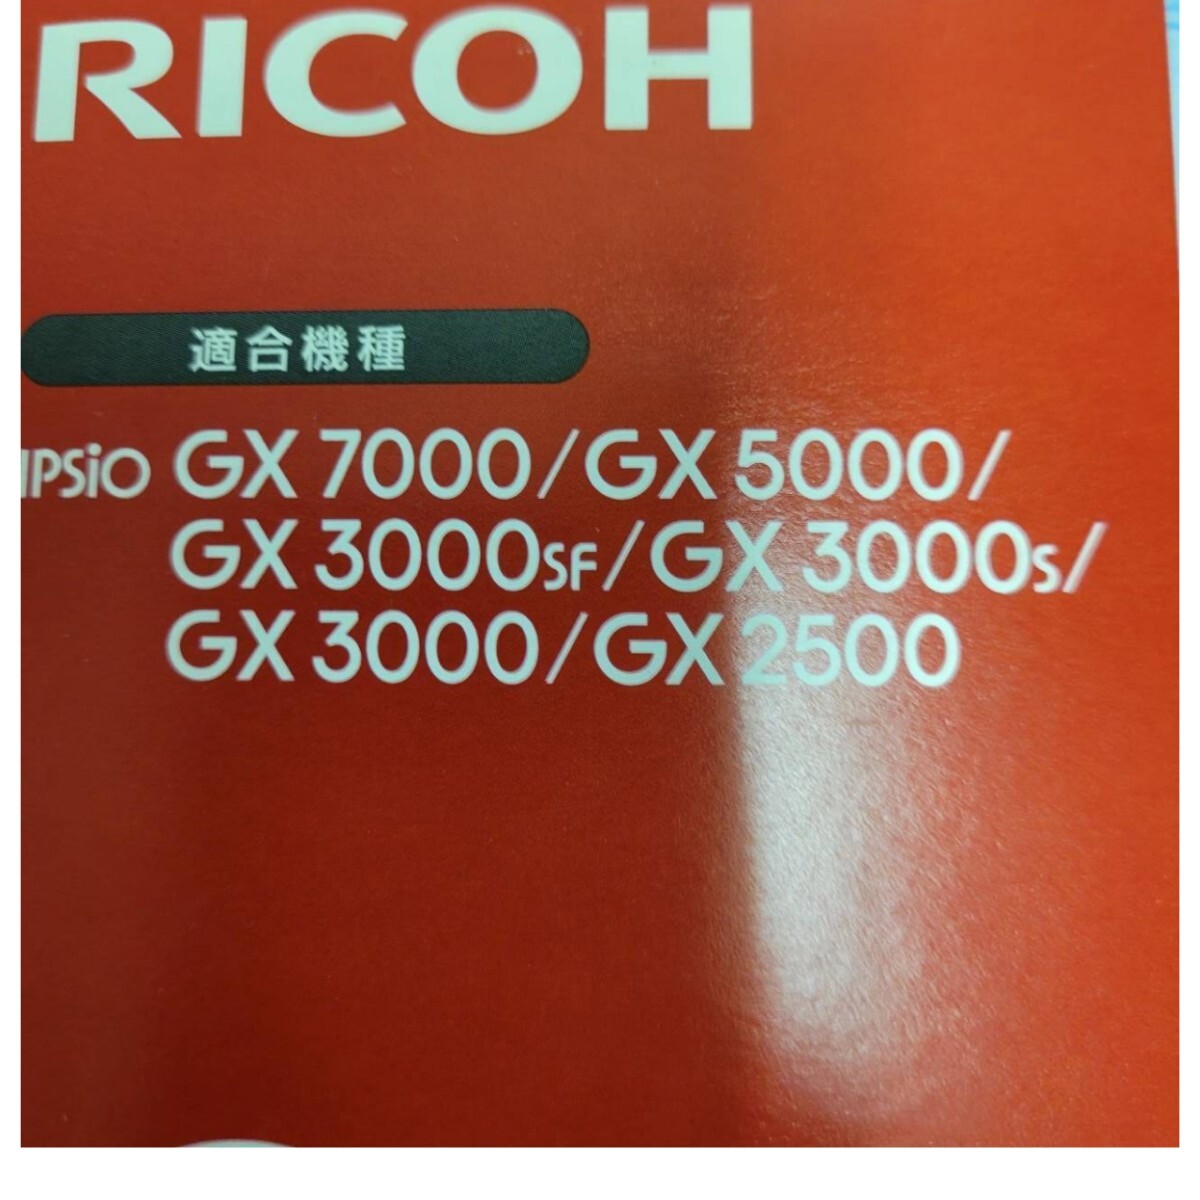 RICOH
適合機種
IPSiO GX 7000/GX 5000/
GX 3000SF/GX 3000S/
GX 3000/GX 2500